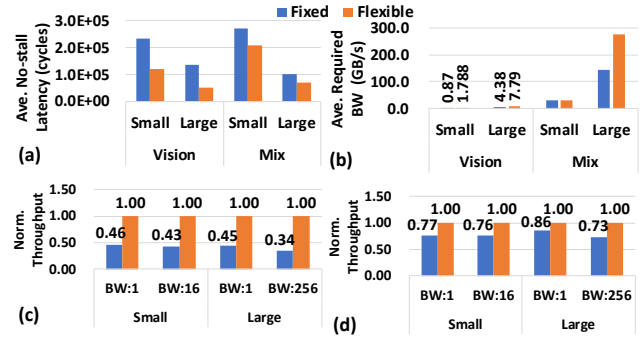 Fixed Flexible
Ave. No-stall
Latency (cycles)
3.0E+05
2.0E+05
1.0E+05
0.0E+00
Small Large Small Large
Vision Mix
(a)
Ave. Required
BW (GB/s)
300.0
200.0
100.0
0.0
0.87
1.788
4.38
7.79
Small Large Small Large
Vision Mix
(b)
Norm.
Throughput
1.50
1.00
0.50
0.00
1.00 1.00 1.00 1.00
0.46 0.43 0.45 0.34
BW:1 BW:16 BW:1 BW:256
Small Large
(c)
Norm.
Throughput
1.50
1.00
0.50
0.00
1.00 1.00 1.00 1.00
0.77 0.76 0.86 0.73
BW:1 BW:16 BW:1 BW:256
Small Large
(d)